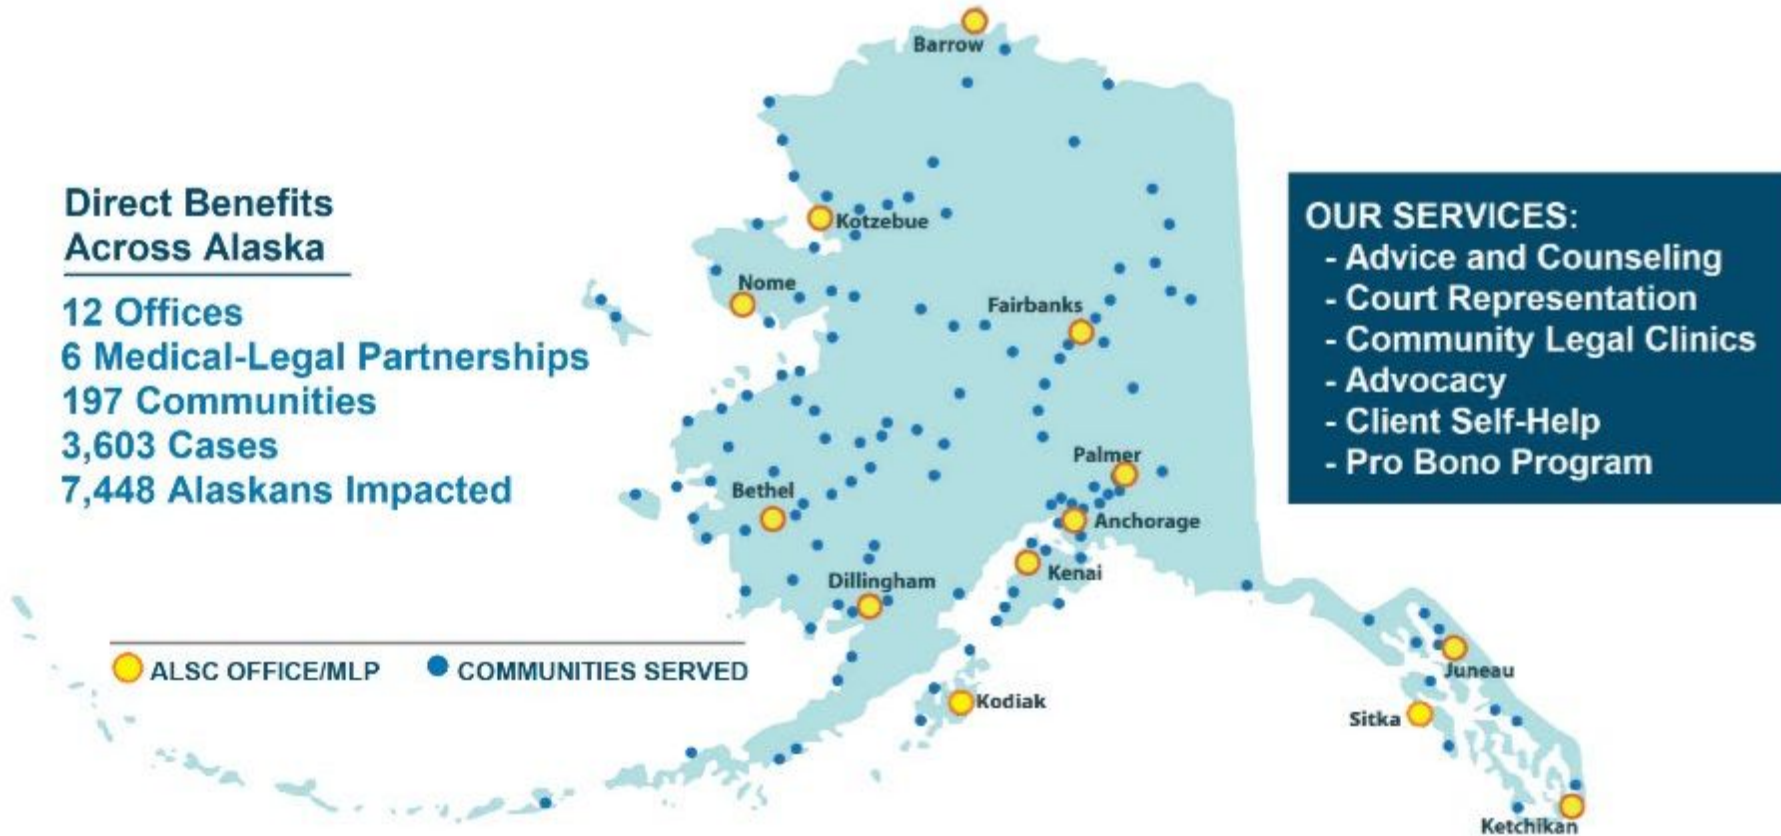 Direct Benefits
Across Alaska
12 Offices
6 Medical-Legal Partnerships
197 Communities
3,603 Cases
7,448 Alaskans Impacted
ALSC OFFICE/MLP
COMMUNITIES SERVED
Barrow
Kotzebue
Nome
Fairbanks
Palmer
Bethel
Anchorage
Kenai
Dillingham
Kodiak
Juneau
Sitka
Ketchikan
OUR SERVICES:
- Advice and Counseling
- Court Representation
- Community Legal Clinics
- Advocacy
- Client Self-Help
- Pro Bono Program